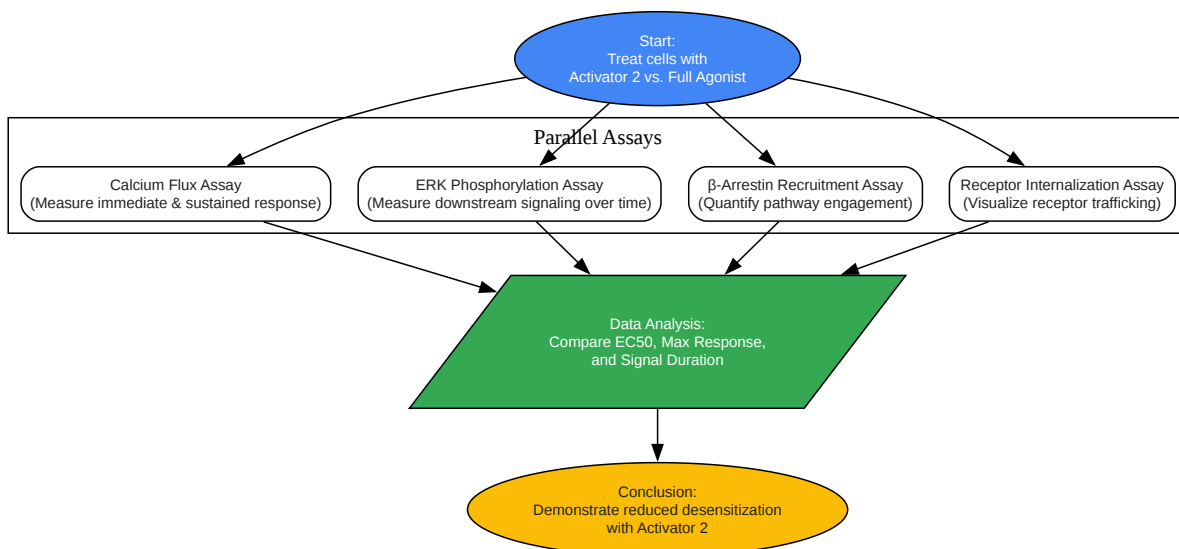 Start:
Treat cells with
Activator 2 vs. Full Agonist
Parallel Assays
Calcium Flux Assay
(Measure immediate & sustained response)
ERK Phosphorylation Assay
(Measure downstream signaling over time)
β-Arrestin Recruitment Assay
(Quantify pathway engagement)
Receptor Internalization Assay
(Visualize receptor trafficking)
Data Analysis:
Compare EC50, Max Response,
and Signal Duration
Conclusion:
Demonstrate reduced desensitization
with Activator 2